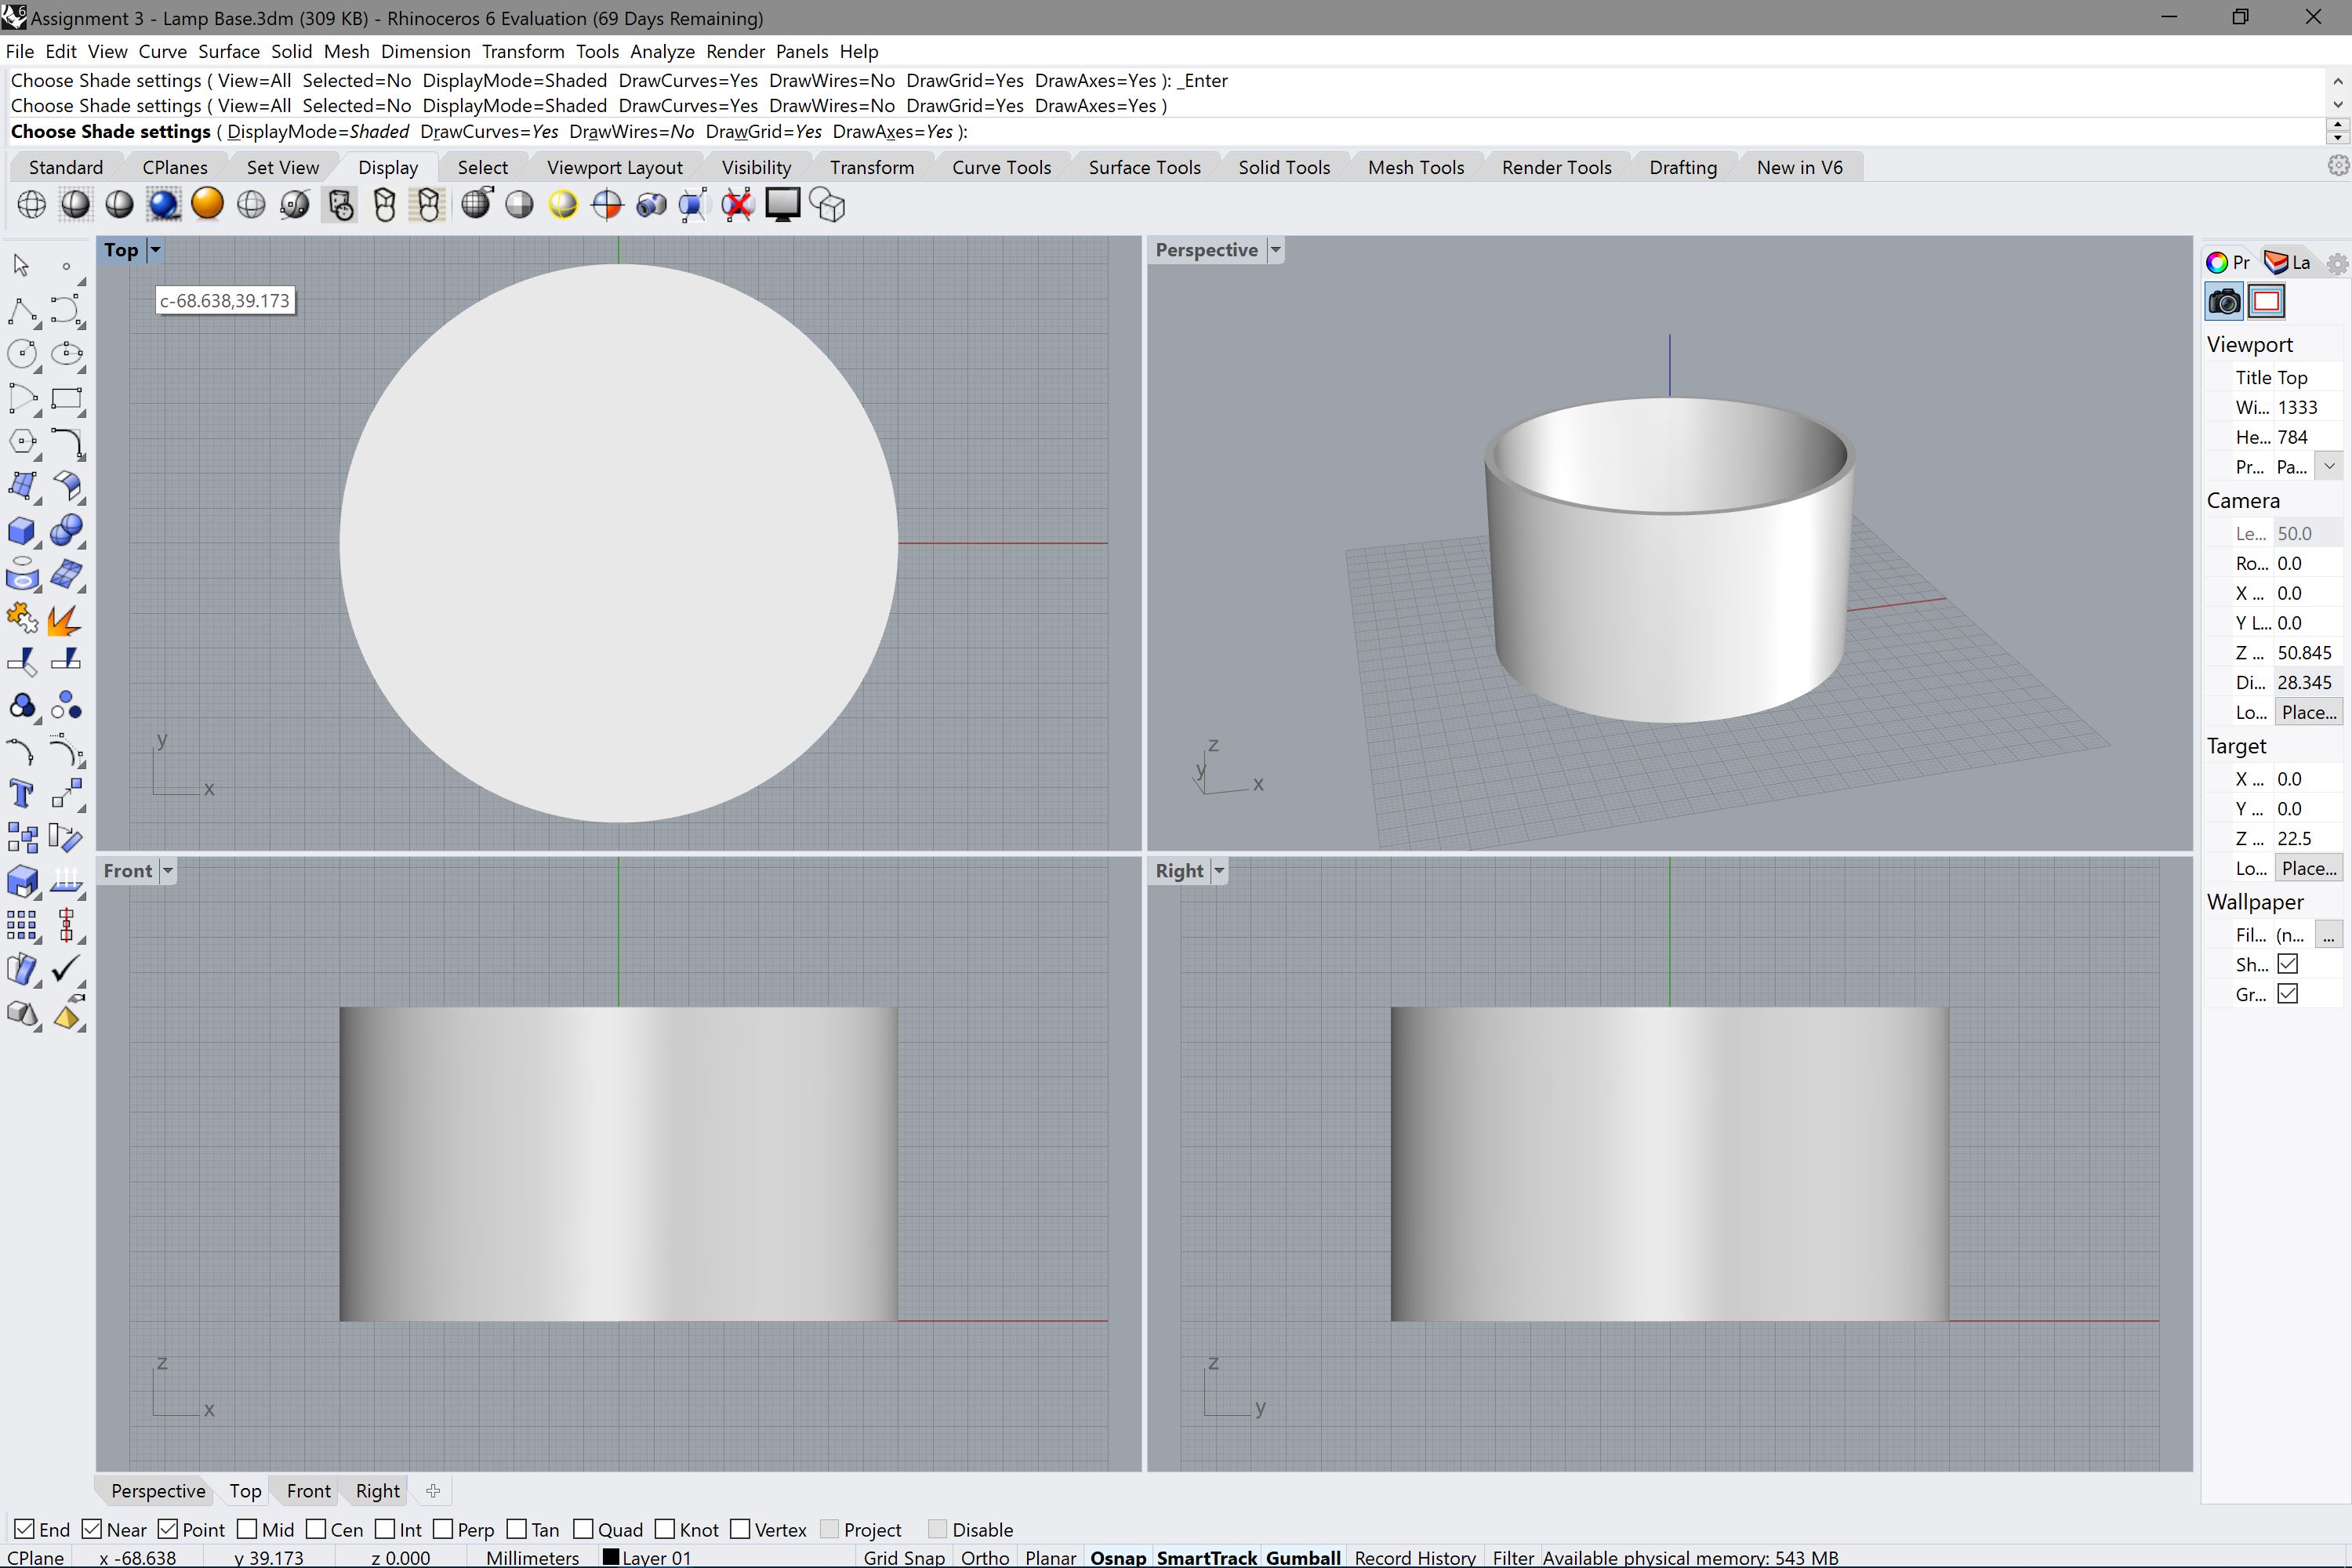 Assignment 3 - Lamp Base.3dm (309 KB) - Rhinoceros 6 Evaluation (69 Days Remaining)
File Edit View Curve Surface Solid Mesh Dimension Transform Tools Analyze Render Panels Help
Choose Shade settings ( View=All Selected=No DisplayMode=Shaded DrawCurves=Yes DrawWires=No DrawGrid=Yes DrawAxes=Yes ): _Enter
Choose Shade settings ( View=All Selected=No DisplayMode=Shaded DrawCurves=Yes DrawWires=No DrawGrid=Yes DrawAxes=Yes )
Choose Shade settings ( DisplayMode=Shaded DrawCurves=Yes DrawWires=No DrawGrid=Yes DrawAxes=Yes ):
Standard CPlanes Set View Display Select Viewport Layout Visibility Transform Curve Tools Surface Tools Solid Tools Mesh Tools Render Tools Drafting New in V6
Top
c-68.638,39.173
y
x
Perspective
z
y
x
Front
z
x
Right
z
y
Pr La
Viewport
Title Top
Wi... 1333
He... 784
Pr... Pa...
Camera
Le... 50.0
Ro... 0.0
X ... 0.0
Y L... 0.0
Z ... 50.845
Di... 28.345
Lo... Place...
Target
X ... 0.0
Y ... 0.0
Z ... 22.5
Lo... Place...
Wallpaper
Fil... (n... ...
Sh...
Gr...
Perspective Top Front Right
End Near Point Mid Cen Int Perp Tan Quad Knot Vertex Project Disable
CPlane x -68.638 y 39.173 z 0.000 Millimeters Layer 01 Grid Snap Ortho Planar Osnap SmartTrack Gumball Record History Filter Available physical memory: 543 MB